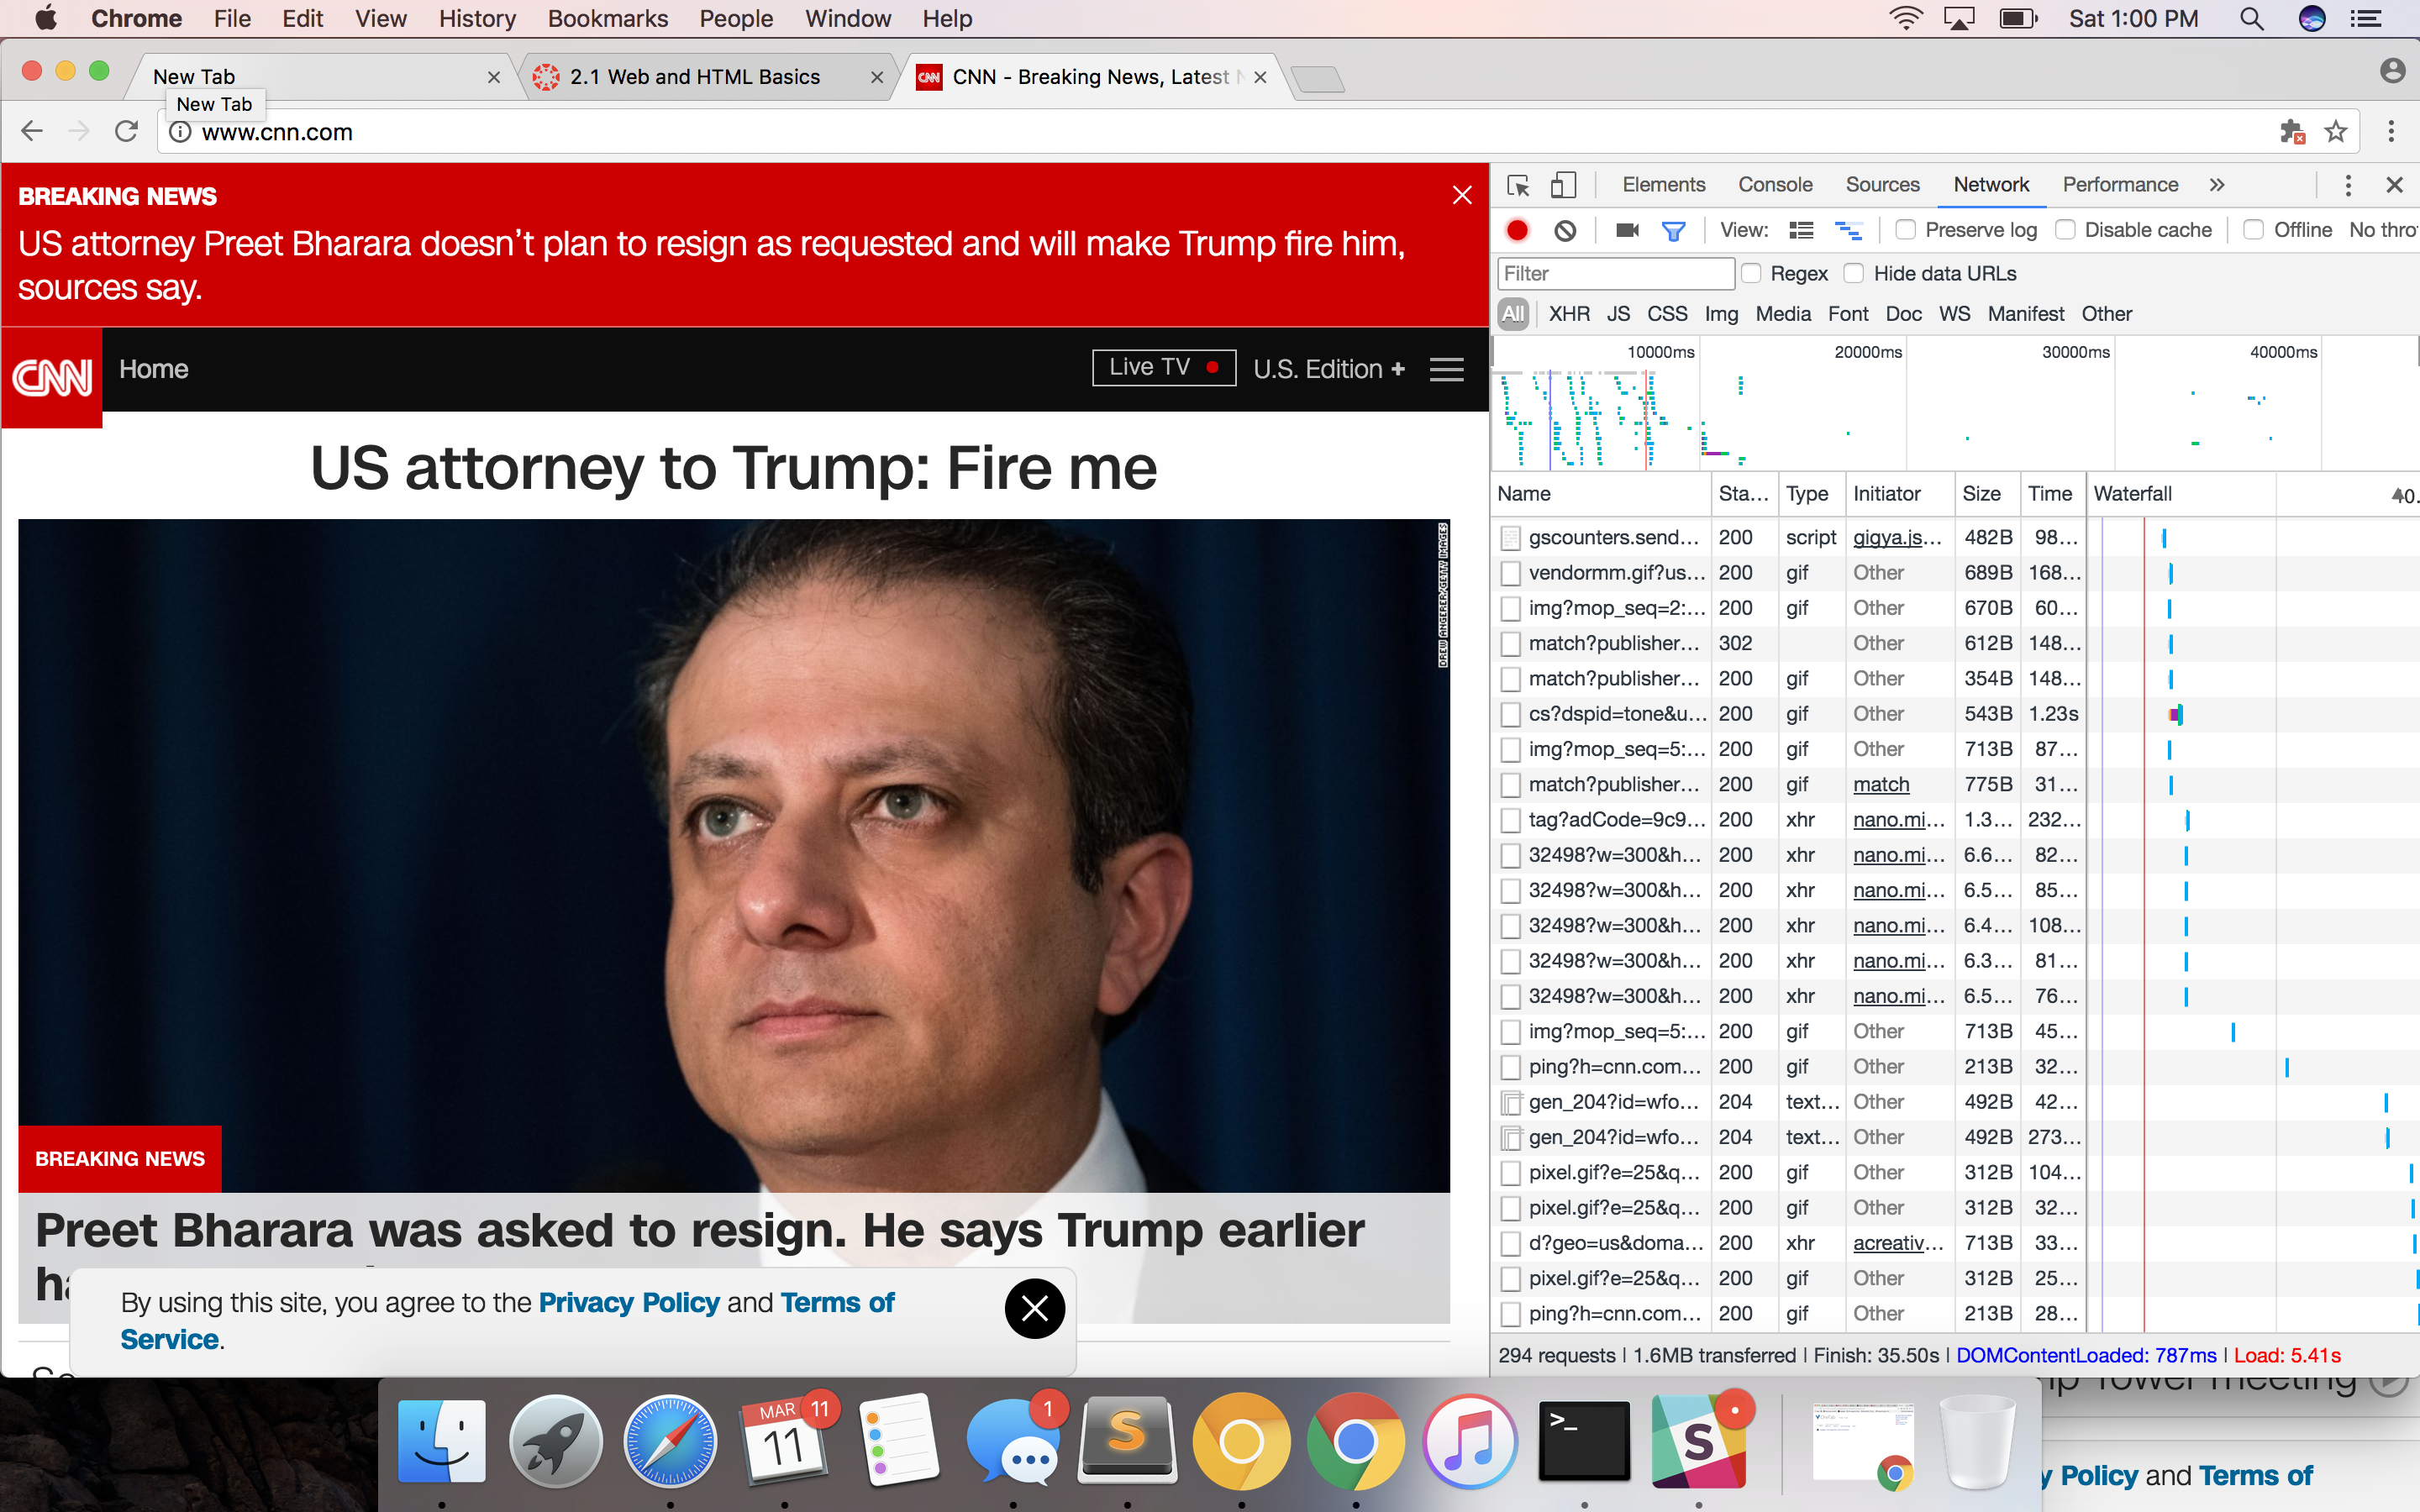 Chrome File Edit View History Bookmarks People Window Help Sat 1:00 PM
New Tab 2.1 Web and HTML Basics CNN CNN - Breaking News, Latest
New Tab
www.cnn.com
BREAKING NEWS
US attorney Preet Bharara doesn’t plan to resign as requested and will make Trump fire him,
sources say.
CNN Home Live TV U.S. Edition +
US attorney to Trump: Fire me
DREW ANGERER/GETTY IMAGES
BREAKING NEWS
Preet Bharara was asked to resign. He says Trump earlier
By using this site, you agree to the Privacy Policy and Terms of
Service.
Elements Console Sources Network Performance »
View: Preserve log Disable cache Offline No thro
Filter Regex Hide data URLs
All XHR JS CSS Img Media Font Doc WS Manifest Other
10000ms 20000ms 30000ms 40000ms
Name Sta... Type Initiator Size Time Waterfall 0.
gscounters.send... 200 script gigya.js... 482B 98...
vendormm.gif?us... 200 gif Other 689B 168...
img?mop_seq=2:... 200 gif Other 670B 60...
match?publisher... 302 Other 612B 148...
match?publisher... 200 gif Other 354B 148...
cs?dspid=tone&u... 200 gif Other 543B 1.23s
img?mop_seq=5:... 200 gif Other 713B 87...
match?publisher... 200 gif match 775B 31...
tag?adCode=9c9... 200 xhr nano.mi... 1.3... 232...
32498?w=300&h... 200 xhr nano.mi... 6.6... 82...
32498?w=300&h... 200 xhr nano.mi... 6.5... 85...
32498?w=300&h... 200 xhr nano.mi... 6.4... 108...
32498?w=300&h... 200 xhr nano.mi... 6.3... 81...
32498?w=300&h... 200 xhr nano.mi... 6.5... 76...
img?mop_seq=5:... 200 gif Other 713B 45...
ping?h=cnn.com... 200 gif Other 213B 32...
gen_204?id=wfo... 204 text... Other 492B 42...
gen_204?id=wfo... 204 text... Other 492B 273...
pixel.gif?e=25&q... 200 gif Other 312B 104...
pixel.gif?e=25&q... 200 gif Other 312B 32...
d?geo=us&doma... 200 xhr acreativ... 713B 33...
pixel.gif?e=25&q... 200 gif Other 312B 25...
ping?h=cnn.com... 200 gif Other 213B 28...
294 requests | 1.6MB transferred | Finish: 35.50s | DOMContentLoaded: 787ms | Load: 5.41s
Tower meeting
MAR 11
11
1
S
>_
S
y Policy and Terms of